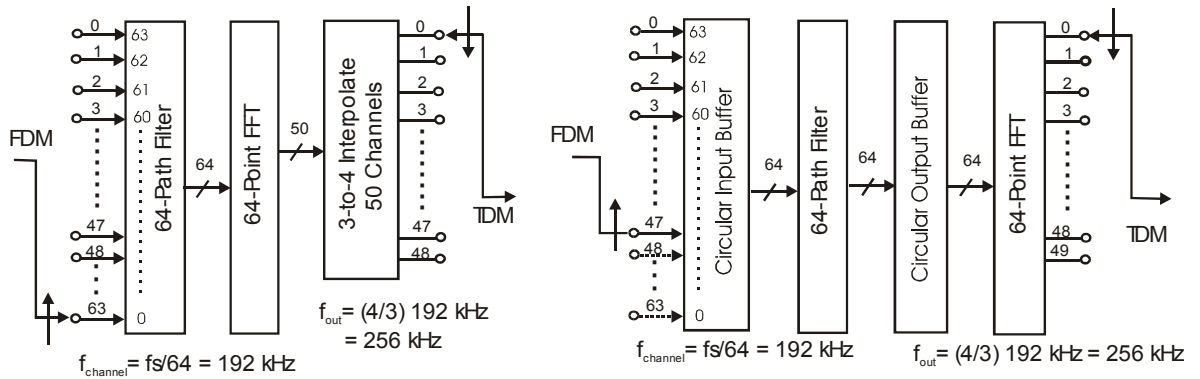 0
1
2
3
47
48
63
63
62
61
60
0
FDM
64-Path Filter
64
64-Point FFT
50
3-to-4 Interpolate
50 Channels
0
1
2
3
47
48
TDM
f_channel = fs/64 = 192 kHz
f_out = (4/3) 192 kHz
= 256 kHz
0
1
2
3
47
48
63
63
62
61
60
0
FDM
Circular Input Buffer
64
64-Path Filter
64
Circular Output Buffer
64
64-Point FFT
0
1
2
3
48
49
TDM
f_channel = fs/64 = 192 kHz
f_out = (4/3) 192 kHz = 256 kHz